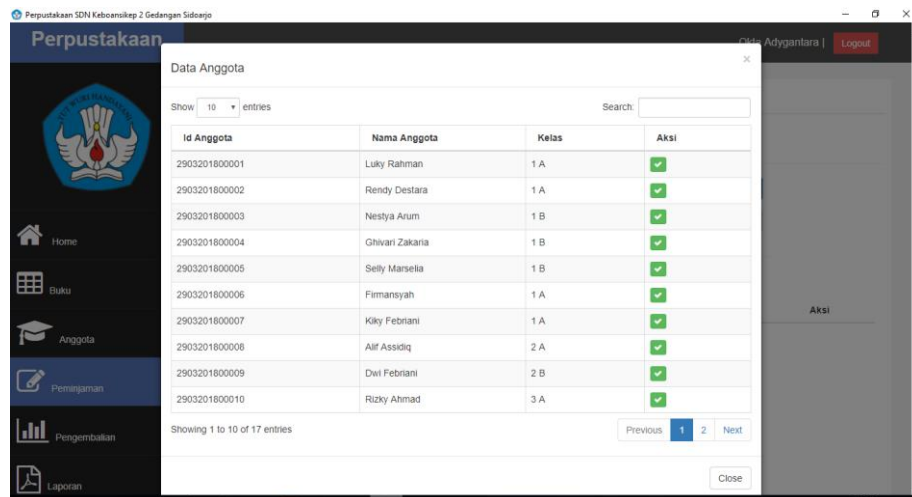 Perpustakaan SDN Keboansikep 2 Gedangan Sidoarjo
Perpustakaan
Okta Adygantara | Logout
Data Anggota
Show 10 entries Search:
Id Anggota Nama Anggota Kelas Aksi
2903201800001 Luky Rahman 1 A
2903201800002 Rendy Destara 1 A
2903201800003 Nestya Arum 1 B
2903201800004 Ghivari Zakaria 1 B
2903201800005 Selly Marselia 1 B
2903201800006 Firmansyah 1 A
2903201800007 Kiky Febriani 1 A
2903201800008 Alif Assidiq 2 A
2903201800009 Dwi Febriani 2 B
2903201800010 Rizky Ahmad 3 A
Showing 1 to 10 of 17 entries Previous 1 2 Next
Close
TUT WURI HANDAYANI
Home
Buku
Anggota
Peminjaman
Pengembalian
Laporan
Aksi